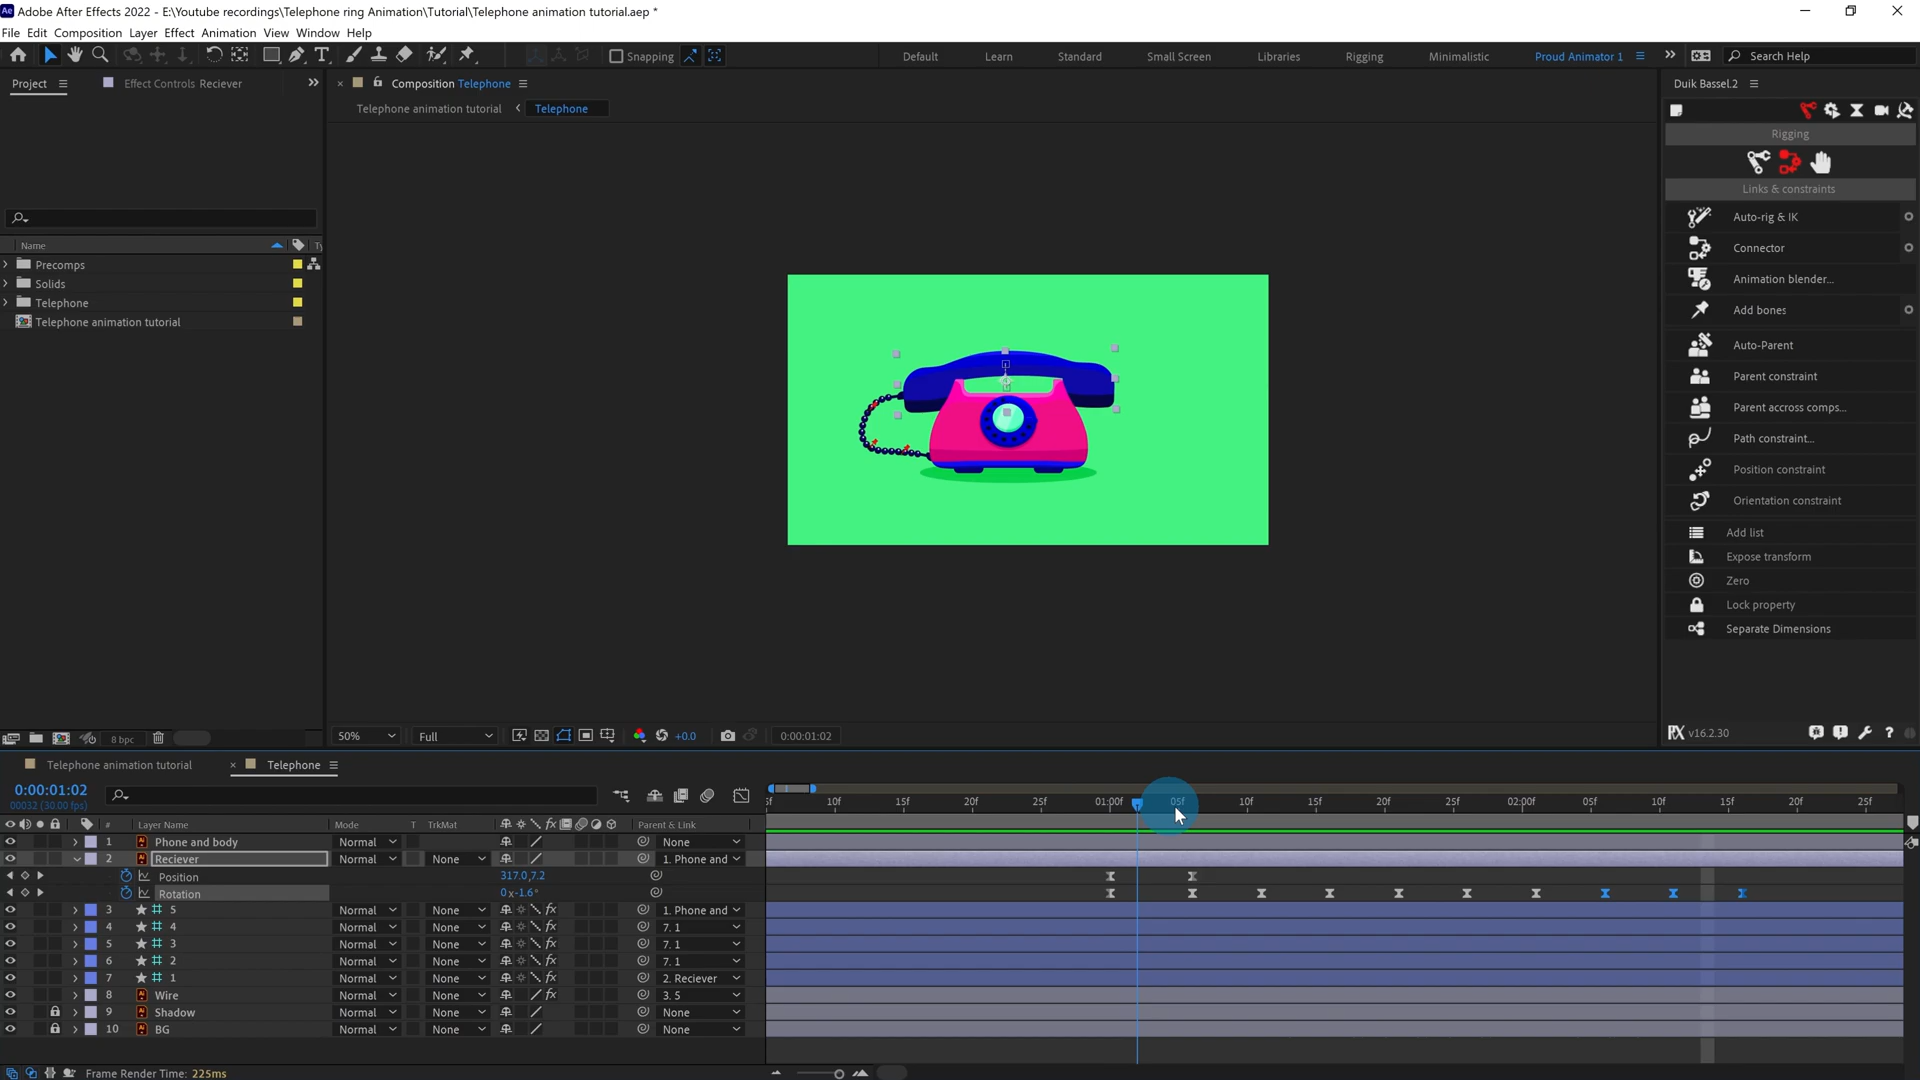 Adobe After Effects 2022 - E:\Youtube recordings\Telephone ring Animation\Tutorial\Telephone animation tutorial.aep *
File Edit Composition Layer Effect Animation View Window Help
Snapping Default Learn Standard Small Screen Libraries Rigging Minimalistic Proud Animator 1 Search Help
Project Effect Controls Reciever Composition Telephone Duik Bassel.2
Telephone animation tutorial Telephone
Rigging
Links & constraints
Auto-rig & IK
Connector
Animation blender...
Add bones
Auto-Parent
Parent constraint
Parent accross comps...
Path constraint...
Position constraint
Orientation constraint
Add list
Expose transform
Zero
Lock property
Separate Dimensions
v16.2.30
Name Ty
Precomps
Solids
Telephone
Telephone animation tutorial
8 bpc
50% Full +0.0 0:00:01:02
Telephone animation tutorial Telephone
0:00:01:02
00032 (30.00 fps)
5f 10f 15f 20f 25f 01:00f 05f 10f 15f 20f 25f 02:00f 05f 10f 15f 20f 25f
# Layer Name Mode T TrkMat Parent & Link
1 Phone and body Normal None
2 Reciever Normal None 1. Phone and
Position 317.0,7.2
Rotation 0x-1.6°
3 5 Normal None 1. Phone and
4 4 Normal None 7. 1
5 3 Normal None 7. 1
6 2 Normal None 7. 1
7 1 Normal None 2. Reciever
8 Wire Normal None 3. 5
9 Shadow Normal None None
10 BG Normal None None
Frame Render Time: 225ms